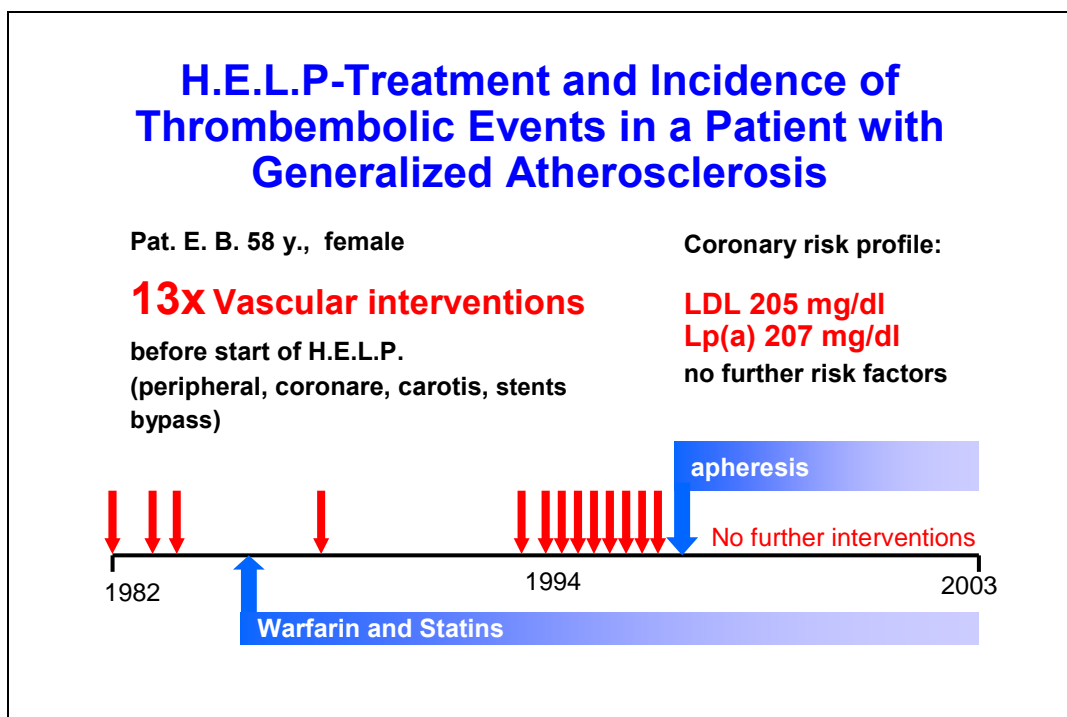 H.E.L.P-Treatment and Incidence of
Thrombembolic Events in a Patient with
Generalized Atherosclerosis
Pat. E. B. 58 y., female
13x Vascular interventions
before start of H.E.L.P.
(peripheral, coronare, carotis, stents
bypass)
Coronary risk profile:
LDL 205 mg/dl
Lp(a) 207 mg/dl
no further risk factors
apheresis
No further interventions
1982
1994
2003
Warfarin and Statins